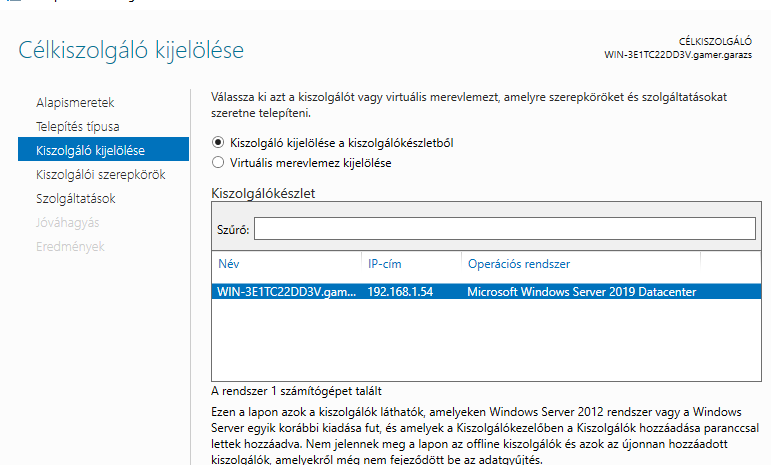 Célkiszolgáló kijelölése
CÉLKISZOLGÁLÓ
WIN-3E1TC22DD3V.gamer.garazs
Alapismeretek
Telepítés típusa
Kiszolgáló kijelölése
Kiszolgálói szerepkörök
Szolgáltatások
Jóváhagyás
Eredmények
Válassza ki azt a kiszolgálót vagy virtuális merevlemezt, amelyre szerepköröket és szolgáltatásokat
szeretne telepíteni.
Kiszolgáló kijelölése a kiszolgálókészletből
Virtuális merevlemez kijelölése
Kiszolgálókészlet
Szűrő:
Név IP-cím Operációs rendszer
WIN-3E1TC22DD3V.gam... 192.168.1.54 Microsoft Windows Server 2019 Datacenter
A rendszer 1 számítógépet talált
Ezen a lapon azok a kiszolgálók láthatók, amelyeken Windows Server 2012 rendszer vagy a Windows
Server egyik korábbi kiadása fut, és amelyek a Kiszolgálókezelőben a Kiszolgálók hozzáadása paranccsal
lettek hozzáadva. Nem jelennek meg a lapon az offline kiszolgálók és azok az újonnan hozzáadott
kiszolgálók, amelyekről még nem fejeződött be az adatgyűjtés.